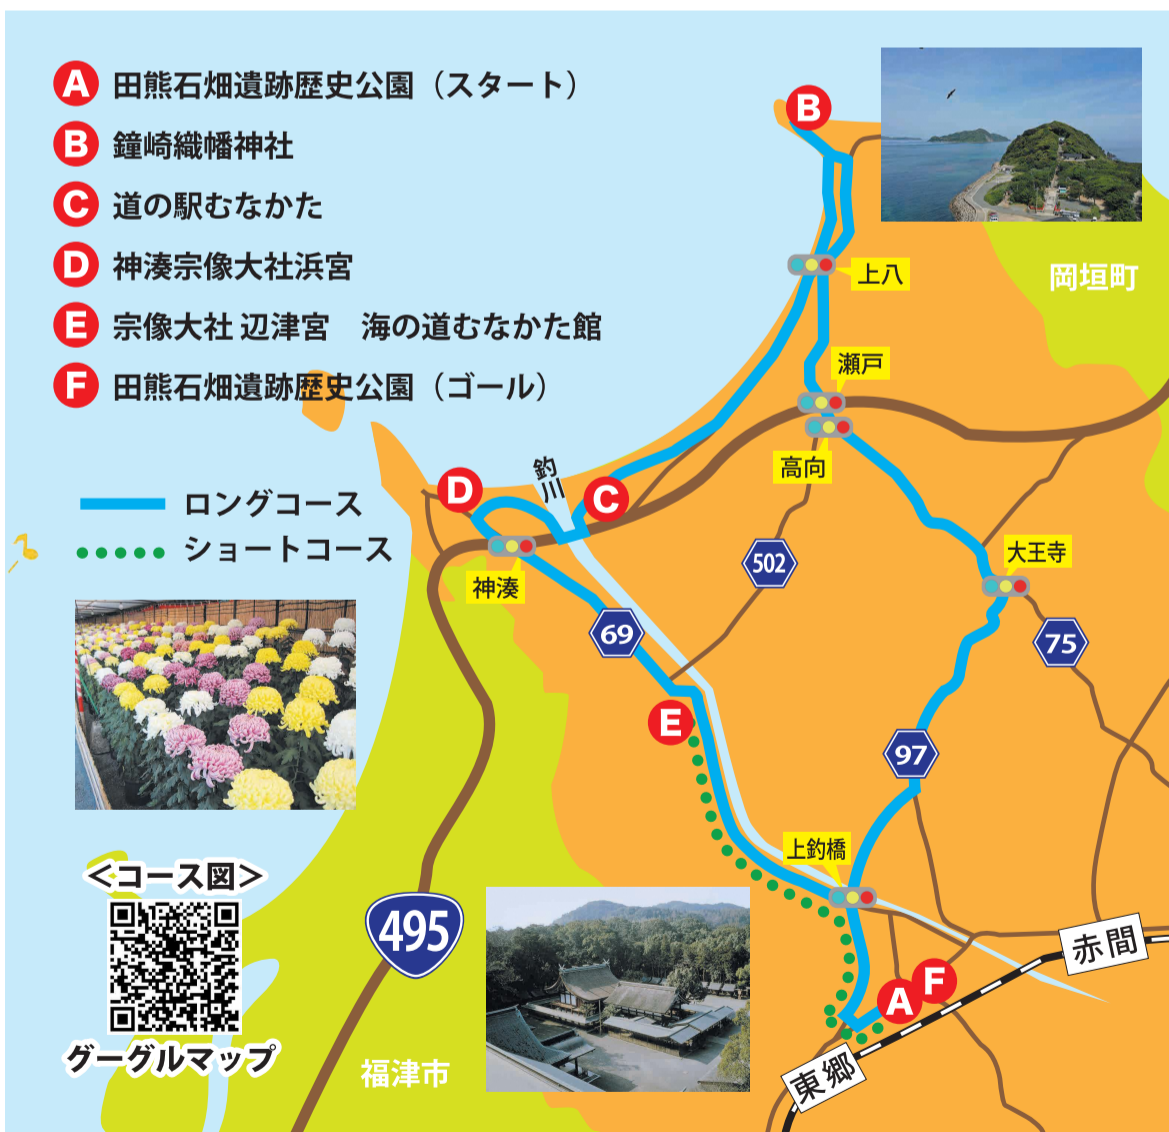 A 田熊石畑遺跡歴史公園（スタート）
B 鐘崎織幡神社
C 道の駅むなかた
D 神湊宗像大社浜宮
E 宗像大社 辺津宮　海の道むなかた館
F 田熊石畑遺跡歴史公園（ゴール）
B
岡垣町
上八
瀬戸
高向
釣川
D
C
ロングコース
ショートコース
神湊
502
大王寺
69
75
E
97
上釣橋
＜コース図＞
495
赤間
A
F
グーグルマップ
福津市
東郷